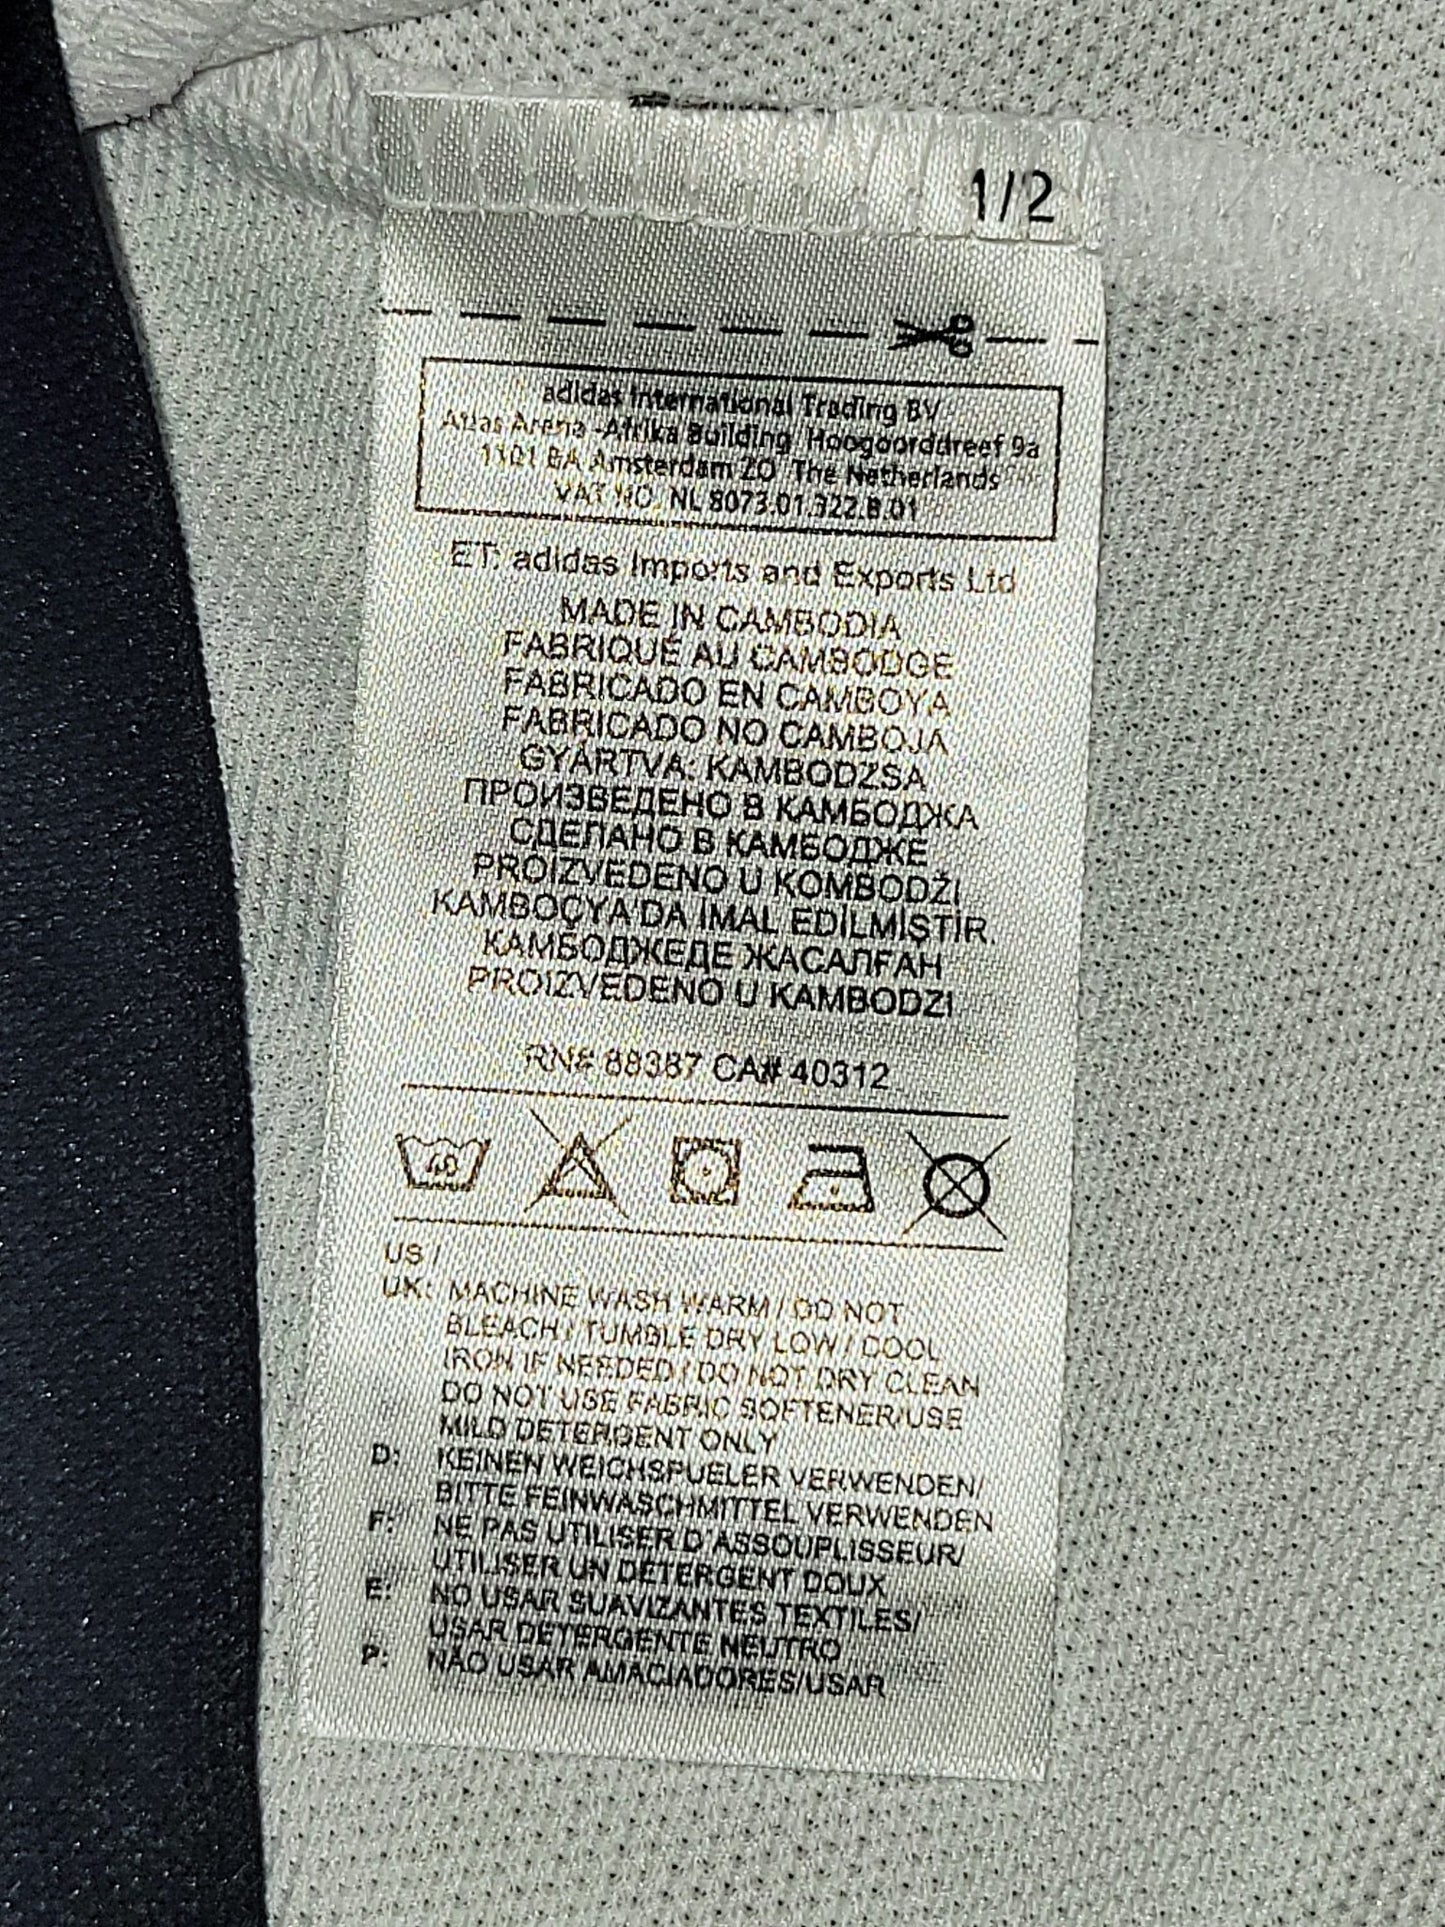 1/2
adidas International Trading BV
Atlas Arena -Afrika Building, Hoogoorddreef 9a
1101 BA Amsterdam ZO, The Netherlands
VAT NO. NL 8073.01.322.B.01
ET: adidas Imports and Exports Ltd
MADE IN CAMBODIA
FABRIQUÉ AU CAMBODGE
FABRICADO EN CAMBOYA
FABRICADO NO CAMBOJA
GYÁRTVA: KAMBODZSA
ПРОИЗВЕДЕНО В КАМБОДЖА
СДЕЛАНО В КАМБОДЖЕ
PROIZVEDENO U KOMBODŽI
KAMBOÇYA'DA İMAL EDİLMİŞTİR.
КАМБОДЖЕДЕ ЖАСАЛҒАН
PROIZVEDENO U KAMBODZI
RN# 88387 CA# 40312
40
US /
UK: MACHINE WASH WARM / DO NOT
BLEACH / TUMBLE DRY LOW / COOL
IRON IF NEEDED / DO NOT DRY CLEAN
DO NOT USE FABRIC SOFTENER/USE
MILD DETERGENT ONLY
D: KEINEN WEICHSPUELER VERWENDEN/
BITTE FEINWASCHMITTEL VERWENDEN
F: NE PAS UTILISER D'ASSOUPLISSEUR/
UTILISER UN DÉTERGENT DOUX
E: NO USAR SUAVIZANTES TEXTILES/
USAR DETERGENTE NEUTRO
P: NÃO USAR AMACIADORES/USAR